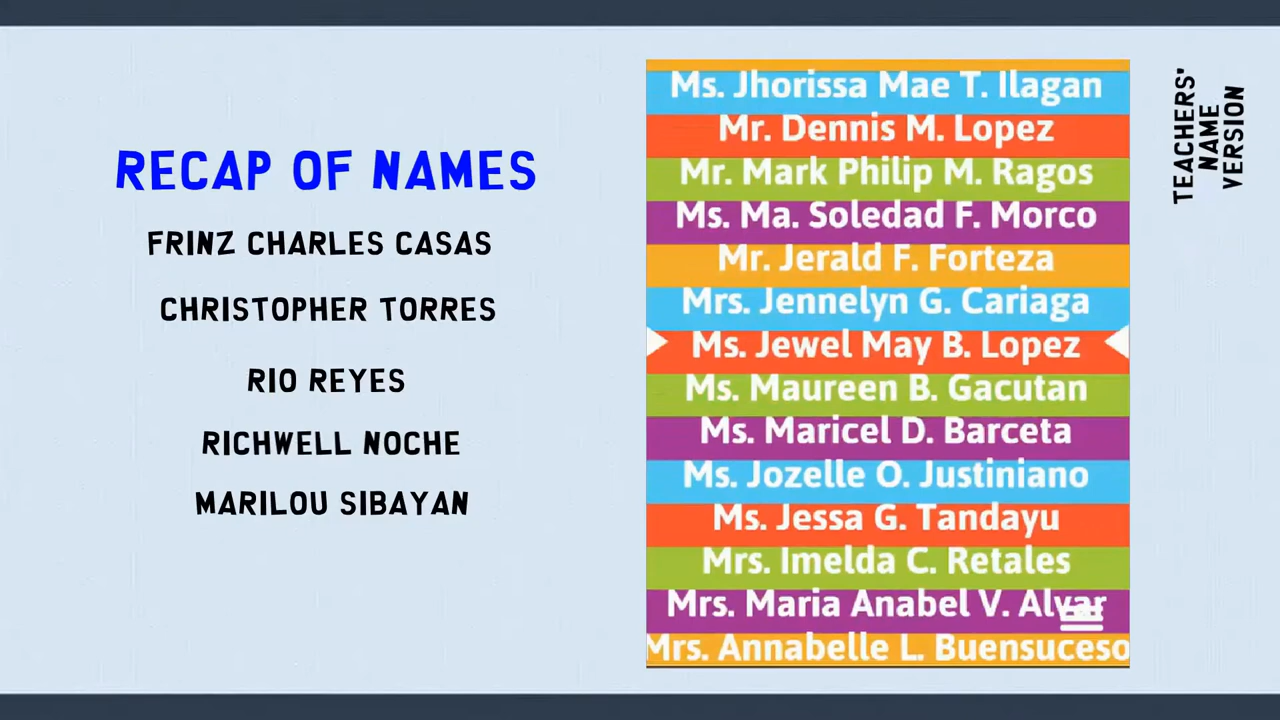 RECAP OF NAMES
FRINZ CHARLES CASAS
CHRISTOPHER TORRES
RIO REYES
RICHWELL NOCHE
MARILOU SIBAYAN
Ms. Jhorissa Mae T. Ilagan
Mr. Dennis M. Lopez
Mr. Mark Philip M. Ragos
Ms. Ma. Soledad F. Morco
Mr. Jerald F. Forteza
Mrs. Jennelyn G. Cariaga
Ms. Jewel May B. Lopez
Ms. Maureen B. Gacutan
Ms. Maricel D. Barceta
Ms. Jozelle O. Justiniano
Ms. Jessa G. Tandayu
Mrs. Imelda C. Retales
Mrs. Maria Anabel V. Alvar
Mrs. Annabelle L. Buensuceso
TEACHERS'
NAME
VERSION